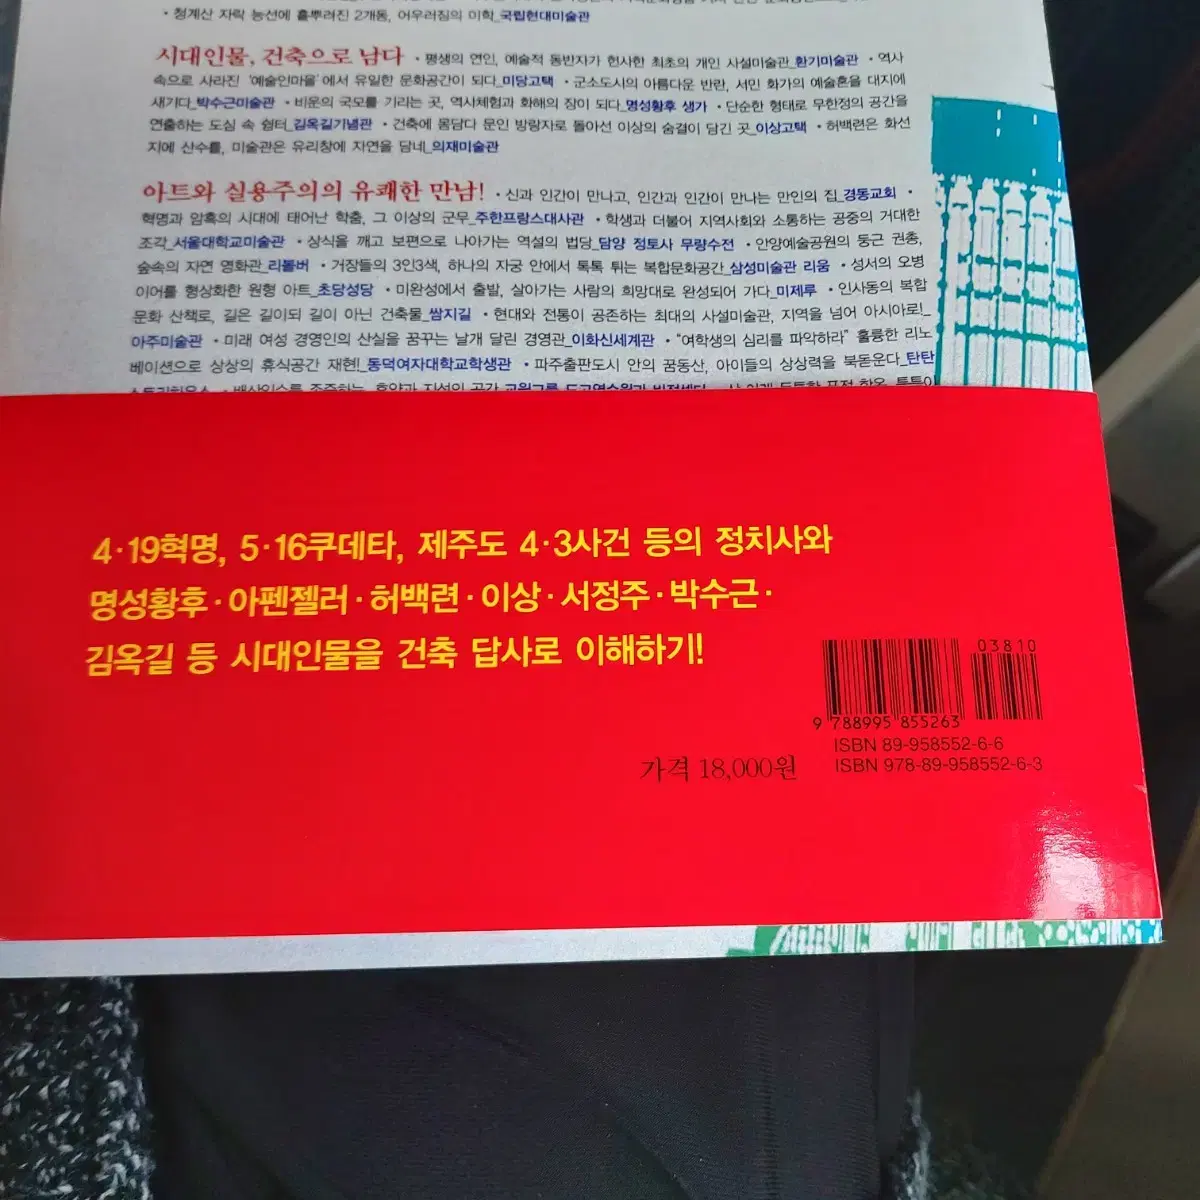 • 청계산 자락 능선에 흩뿌려진 2개동, 어우러짐의 미학_국립현대미술관
시대인물, 건축으로 남다 • 평생의 연인, 예술적 동반자가 헌사한 최초의 개인 사설미술관_환기미술관 • 역사
속으로 사라진 '예술인마을'에서 유일한 문화공간이 되다_미당고택 • 군소도시의 아름다운 반란, 서민 화가의 예술혼을 대지에
새기다_박수근미술관 • 비운의 국모를 기리는 곳, 역사체험과 화해의 장이 되다_명성황후 생가 • 단순한 형태로 무한정의 공간을
연출하는 도심 속 쉼터_김옥길기념관 • 건축에 몸담다 문인 방랑자로 돌아선 이상의 숨결이 담긴 곳_이상고택 • 허백련은 화선
지에 산수를, 미술관은 유리창에 자연을 담네_의재미술관
아트와 실용주의의 유쾌한 만남! • 신과 인간이 만나고, 인간과 인간이 만나는 만인의 집_경동교회 •
혁명과 암흑의 시대에 태어난 학춤, 그 이상의 군무_주한프랑스대사관 • 학생과 더불어 지역사회와 소통하는 공중의 거대한
조각_서울대학교미술관 • 상식을 깨고 보편으로 나아가는 역설의 법당_담양 정토사 무량수전 • 안양예술공원의 둥근 권총,
숲속의 자연 영화관_리볼버 • 거장들의 3인3색, 하나의 자궁 안에서 톡톡 튀는 복합문화공간_삼성미술관 리움 • 성서의 오병
이어를 형상화한 원형 아트_초당성당 • 미완성에서 출발, 살아가는 사람의 희망대로 완성되어 가다_미제루 • 인사동의 복합
문화 산책로, 길은 길이되 길이 아닌 건축물_쌈지길 • 현대와 전통이 공존하는 최대의 사설미술관, 지역을 넘어 아시아로!_
아주미술관 • 미래 여성 경영인의 산실을 꿈꾸는 날개 달린 경영관_이화신세계관 • "여학생의 심리를 파악하라" 훌륭한 리노
베이션으로 상상의 휴식공간 재현!_동덕여자대학교학생관 • 파주출판도시 안의 꿈동산, 아이들의 상상력을 북돋운다_탄탄
4·19혁명, 5·16쿠데타, 제주도 4·3사건 등의 정치사와
명성황후·아펜젤러·허백련·이상·서정주·박수근·
김옥길 등 시대인물을 건축 답사로 이해하기!
03810
9 788995 855263
ISBN 89-958552-6-6
가격 18,000원
ISBN 978-89-958552-6-3